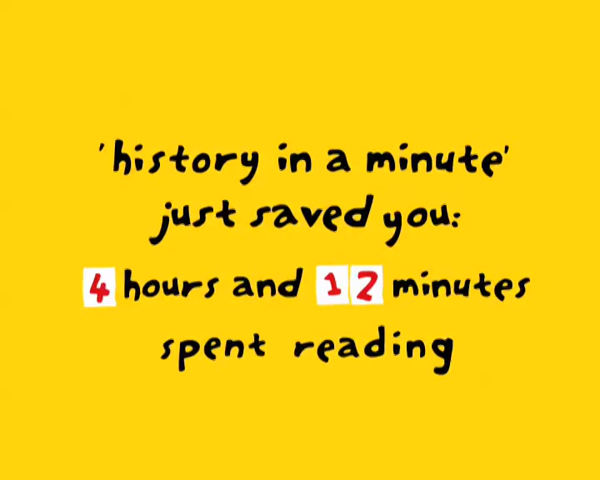 'history in a minute'
just saved you:
4 hours and 12 minutes
spent reading